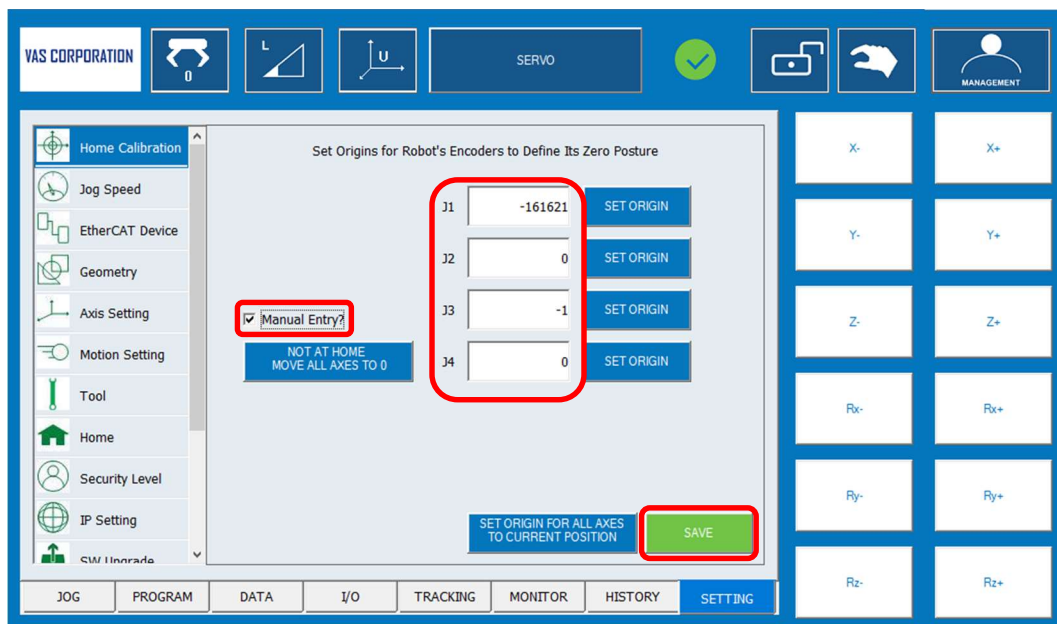 VAS CORPORATION
0
L
U
SERVO
MANAGEMENT
Home Calibration
Jog Speed
EtherCAT Device
Geometry
Axis Setting
Motion Setting
Tool
Home
Security Level
IP Setting
SW Upgrade
Set Origins for Robot's Encoders to Define Its Zero Posture
J1 -161621 SET ORIGIN
J2 0 SET ORIGIN
J3 -1 SET ORIGIN
J4 0 SET ORIGIN
Manual Entry?
NOT AT HOME
MOVE ALL AXES TO 0
SET ORIGIN FOR ALL AXES
TO CURRENT POSITION
SAVE
X- X+
Y- Y+
Z- Z+
Rx- Rx+
Ry- Ry+
Rz- Rz+
JOG PROGRAM DATA I/O TRACKING MONITOR HISTORY SETTING